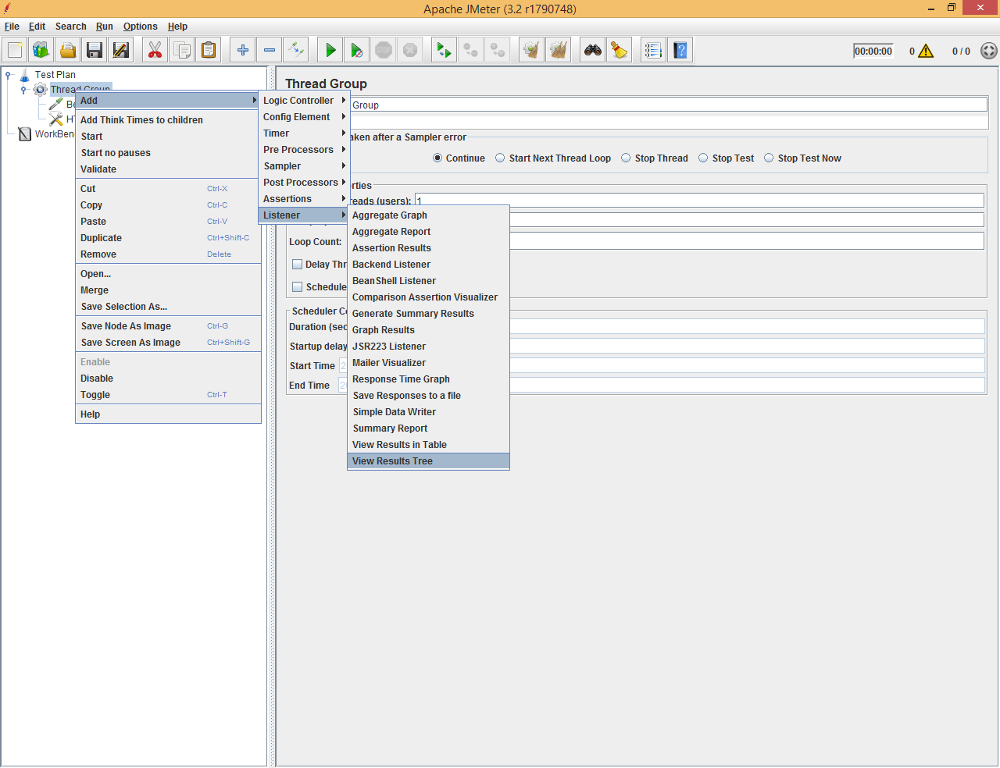 Apache JMeter (3.2 r1790748)
File Edit Search Run Options Help
00:00:00 0 0 / 0
Test Plan
Thread Group
WorkBen
Add
Add Think Times to children
Start
Start no pauses
Validate
Cut Ctrl-X
Copy Ctrl-C
Paste Ctrl-V
Duplicate Ctrl+Shift-C
Remove Delete
Open...
Merge
Save Selection As...
Save Node As Image Ctrl-G
Save Screen As Image Ctrl+Shift-G
Enable
Disable
Toggle Ctrl-T
Help
Logic Controller
Config Element
Timer
Pre Processors
Sampler
Post Processors
Assertions
Listener
Aggregate Graph
Aggregate Report
Assertion Results
Backend Listener
BeanShell Listener
Comparison Assertion Visualizer
Generate Summary Results
Graph Results
JSR223 Listener
Mailer Visualizer
Response Time Graph
Save Responses to a file
Simple Data Writer
Summary Report
View Results in Table
View Results Tree
Thread Group
Group
aken after a Sampler error
Continue Start Next Thread Loop Stop Thread Stop Test Stop Test Now
erties
reads (users): 1
Loop Count:
Delay Thr
Schedule
Scheduler Co
Duration (sec
Startup delay
Start Time 2
End Time 2